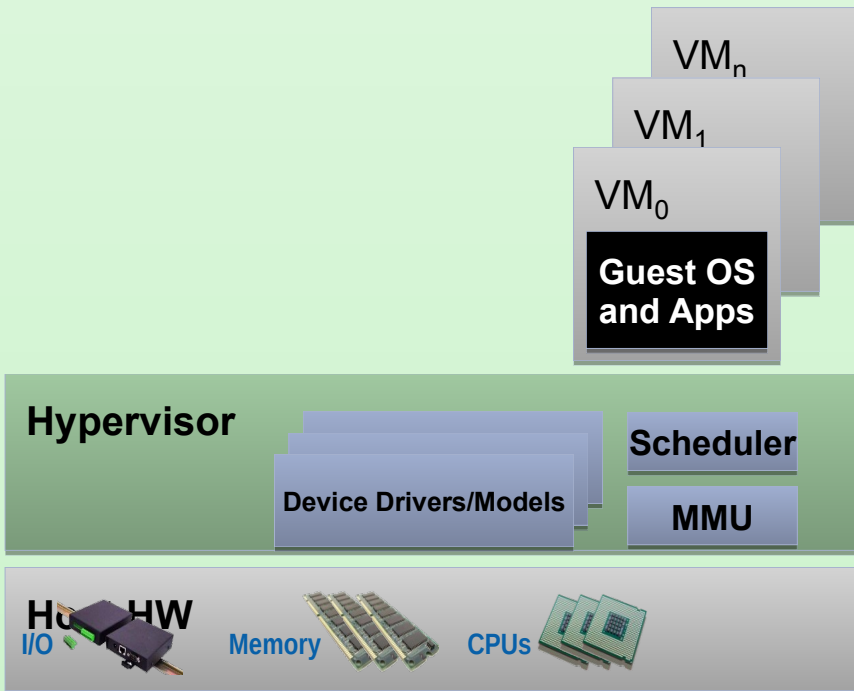 VMₙ
VM₁
VM₀
Guest OS
and Apps
Hypervisor
Scheduler
Device Drivers/Models
MMU
HW
I/O
Memory
CPUs